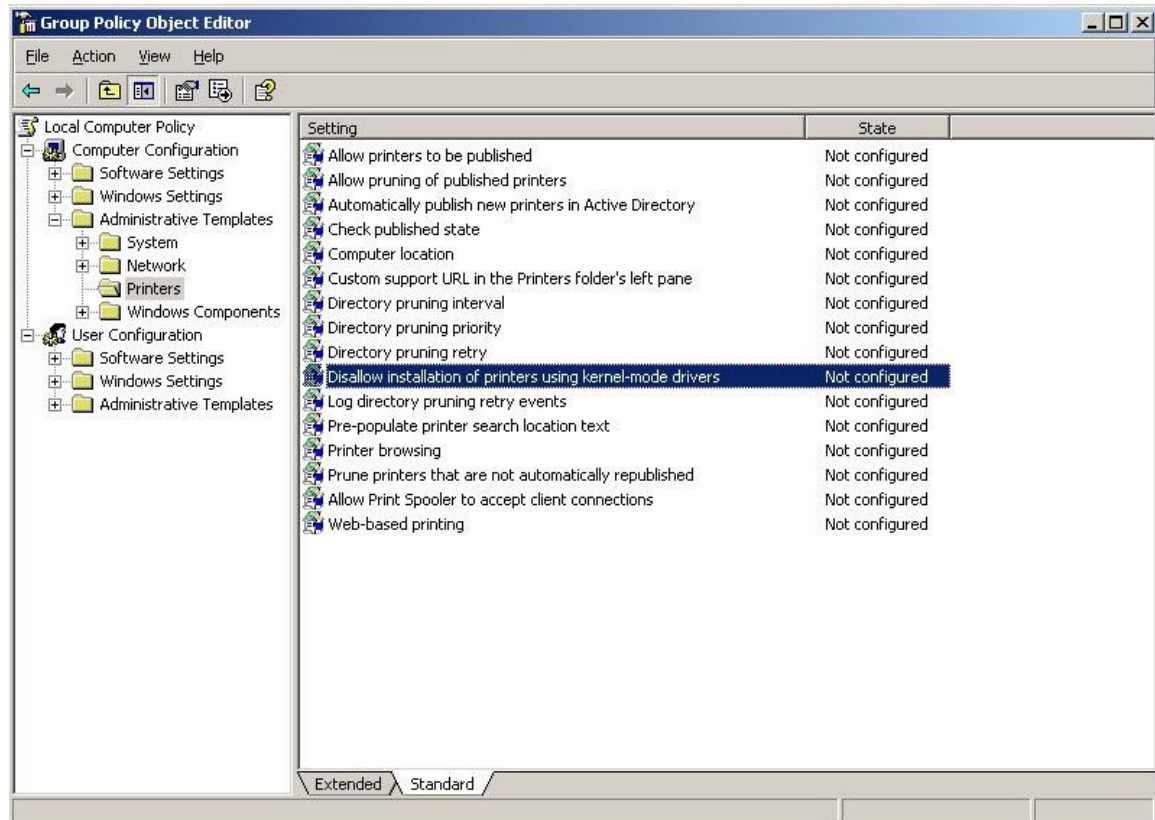 Group Policy Object Editor
File Action View Help
Local Computer Policy
Computer Configuration
Software Settings
Windows Settings
Administrative Templates
System
Network
Printers
Windows Components
User Configuration
Software Settings
Windows Settings
Administrative Templates
Setting State
Allow printers to be published Not configured
Allow pruning of published printers Not configured
Automatically publish new printers in Active Directory Not configured
Check published state Not configured
Computer location Not configured
Custom support URL in the Printers folder's left pane Not configured
Directory pruning interval Not configured
Directory pruning priority Not configured
Directory pruning retry Not configured
Disallow installation of printers using kernel-mode drivers Not configured
Log directory pruning retry events Not configured
Pre-populate printer search location text Not configured
Printer browsing Not configured
Prune printers that are not automatically republished Not configured
Allow Print Spooler to accept client connections Not configured
Web-based printing Not configured
Extended Standard